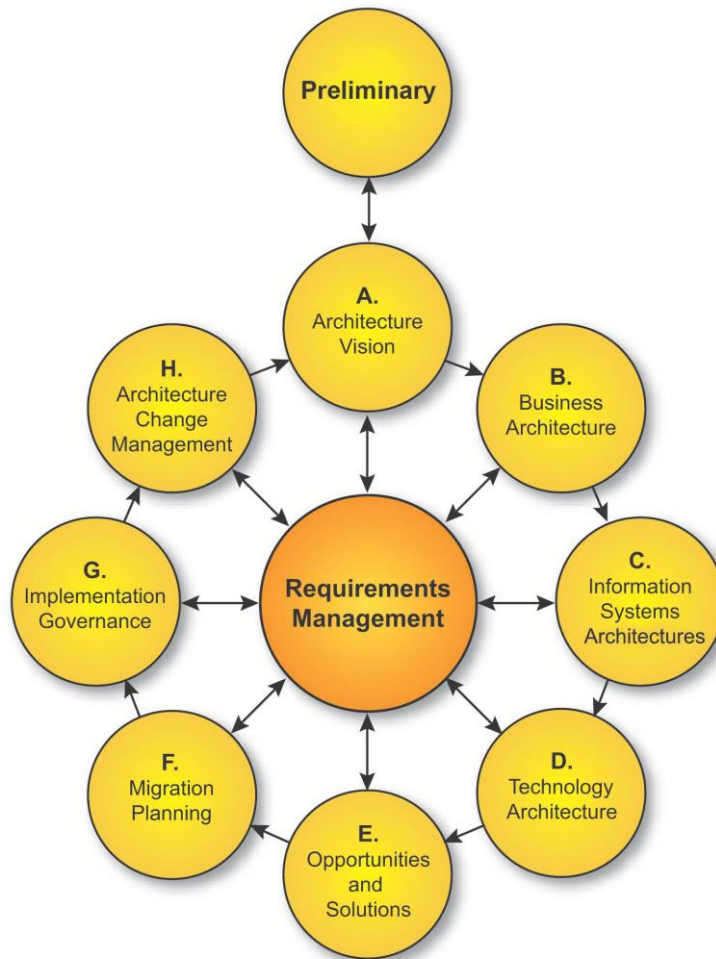 Preliminary
A.
Architecture
Vision
B.
Business
Architecture
C.
Information
Systems
Architectures
D.
Technology
Architecture
E.
Opportunities
and
Solutions
F.
Migration
Planning
G.
Implementation
Governance
H.
Architecture
Change
Management
Requirements
Management